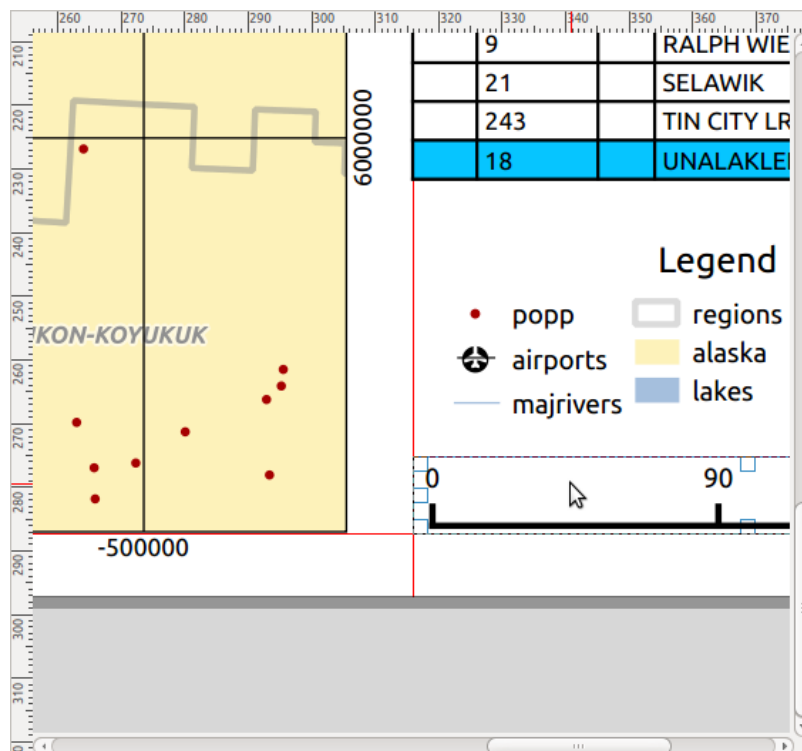 260 270 280 290 300 310 320 330 340 350 360 370
210
220
230
240
250
260
270
280
290
300
310
9 RALPH WIE
21 SELAWIK
243 TIN CITY LR
18 UNALAKLE
6000000
Legend
popp
airports
majrivers
regions
alaska
lakes
KON-KOYUKUK
0 90
-500000